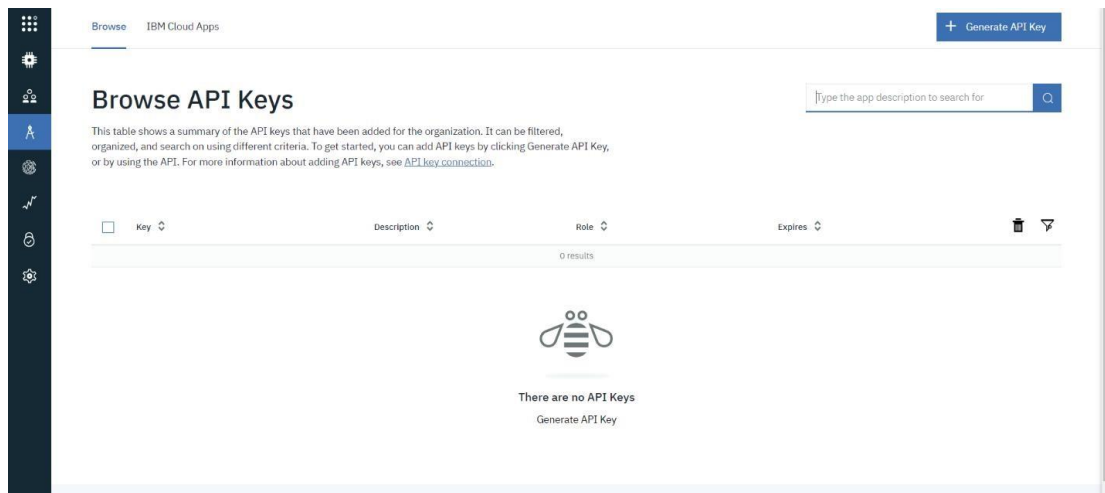 Browse IBM Cloud Apps
+ Generate API Key
Browse API Keys
Type the app description to search for
This table shows a summary of the API keys that have been added for the organization. It can be filtered,
organized, and search on using different criteria. To get started, you can add API keys by clicking Generate API Key,
or by using the API. For more information about adding API keys, see API key connection.
Key Description Role Expires
0 results
There are no API Keys
Generate API Key